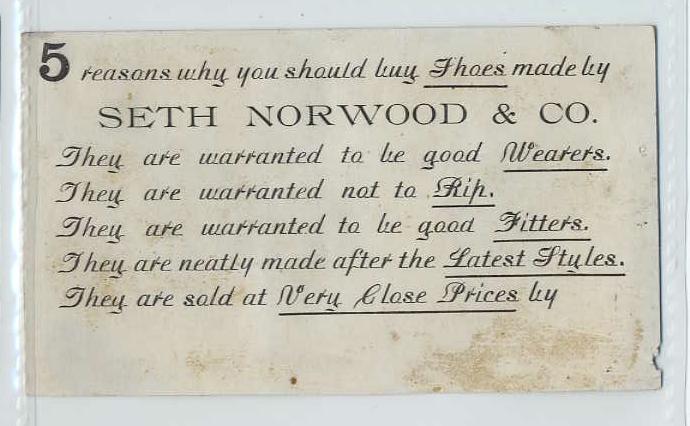 5 reasons why you should buy Shoes made by
SETH NORWOOD & CO.
They are warranted to be good Wearers.
They are warranted not to Rip.
They are warranted to be good Fitters.
They are neatly made after the Latest Styles.
They are sold at Very Close Prices by